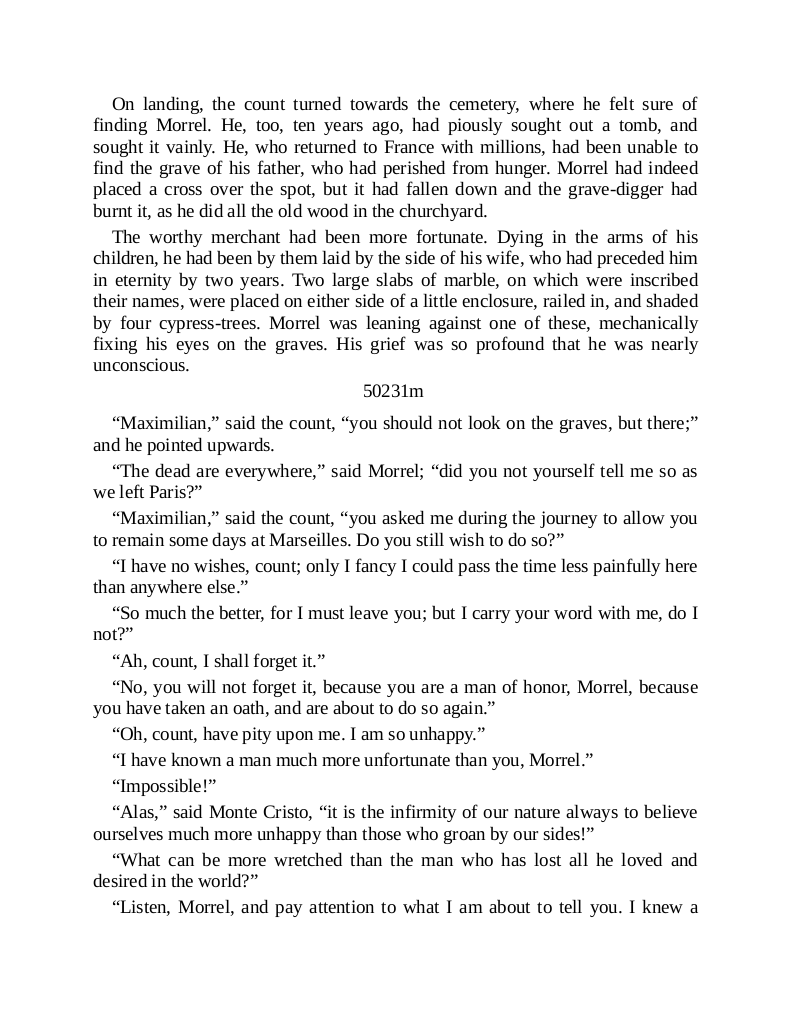 On landing, the count turned towards the cemetery, where he felt sure of
finding Morrel. He, too, ten years ago, had piously sought out a tomb, and
sought it vainly. He, who returned to France with millions, had been unable to
find the grave of his father, who had perished from hunger. Morrel had indeed
placed a cross over the spot, but it had fallen down and the grave-digger had
burnt it, as he did all the old wood in the churchyard.
The worthy merchant had been more fortunate. Dying in the arms of his
children, he had been by them laid by the side of his wife, who had preceded him
in eternity by two years. Two large slabs of marble, on which were inscribed
their names, were placed on either side of a little enclosure, railed in, and shaded
by four cypress-trees. Morrel was leaning against one of these, mechanically
fixing his eyes on the graves. His grief was so profound that he was nearly
unconscious.
50231m
“Maximilian,” said the count, “you should not look on the graves, but there;”
and he pointed upwards.
“The dead are everywhere,” said Morrel; “did you not yourself tell me so as
we left Paris?”
“Maximilian,” said the count, “you asked me during the journey to allow you
to remain some days at Marseilles. Do you still wish to do so?”
“I have no wishes, count; only I fancy I could pass the time less painfully here
than anywhere else.”
“So much the better, for I must leave you; but I carry your word with me, do I
not?”
“Ah, count, I shall forget it.”
“No, you will not forget it, because you are a man of honor, Morrel, because
you have taken an oath, and are about to do so again.”
“Oh, count, have pity upon me. I am so unhappy.”
“I have known a man much more unfortunate than you, Morrel.”
“Impossible!”
“Alas,” said Monte Cristo, “it is the infirmity of our nature always to believe
ourselves much more unhappy than those who groan by our sides!”
“What can be more wretched than the man who has lost all he loved and
desired in the world?”
“Listen, Morrel, and pay attention to what I am about to tell you. I knew a